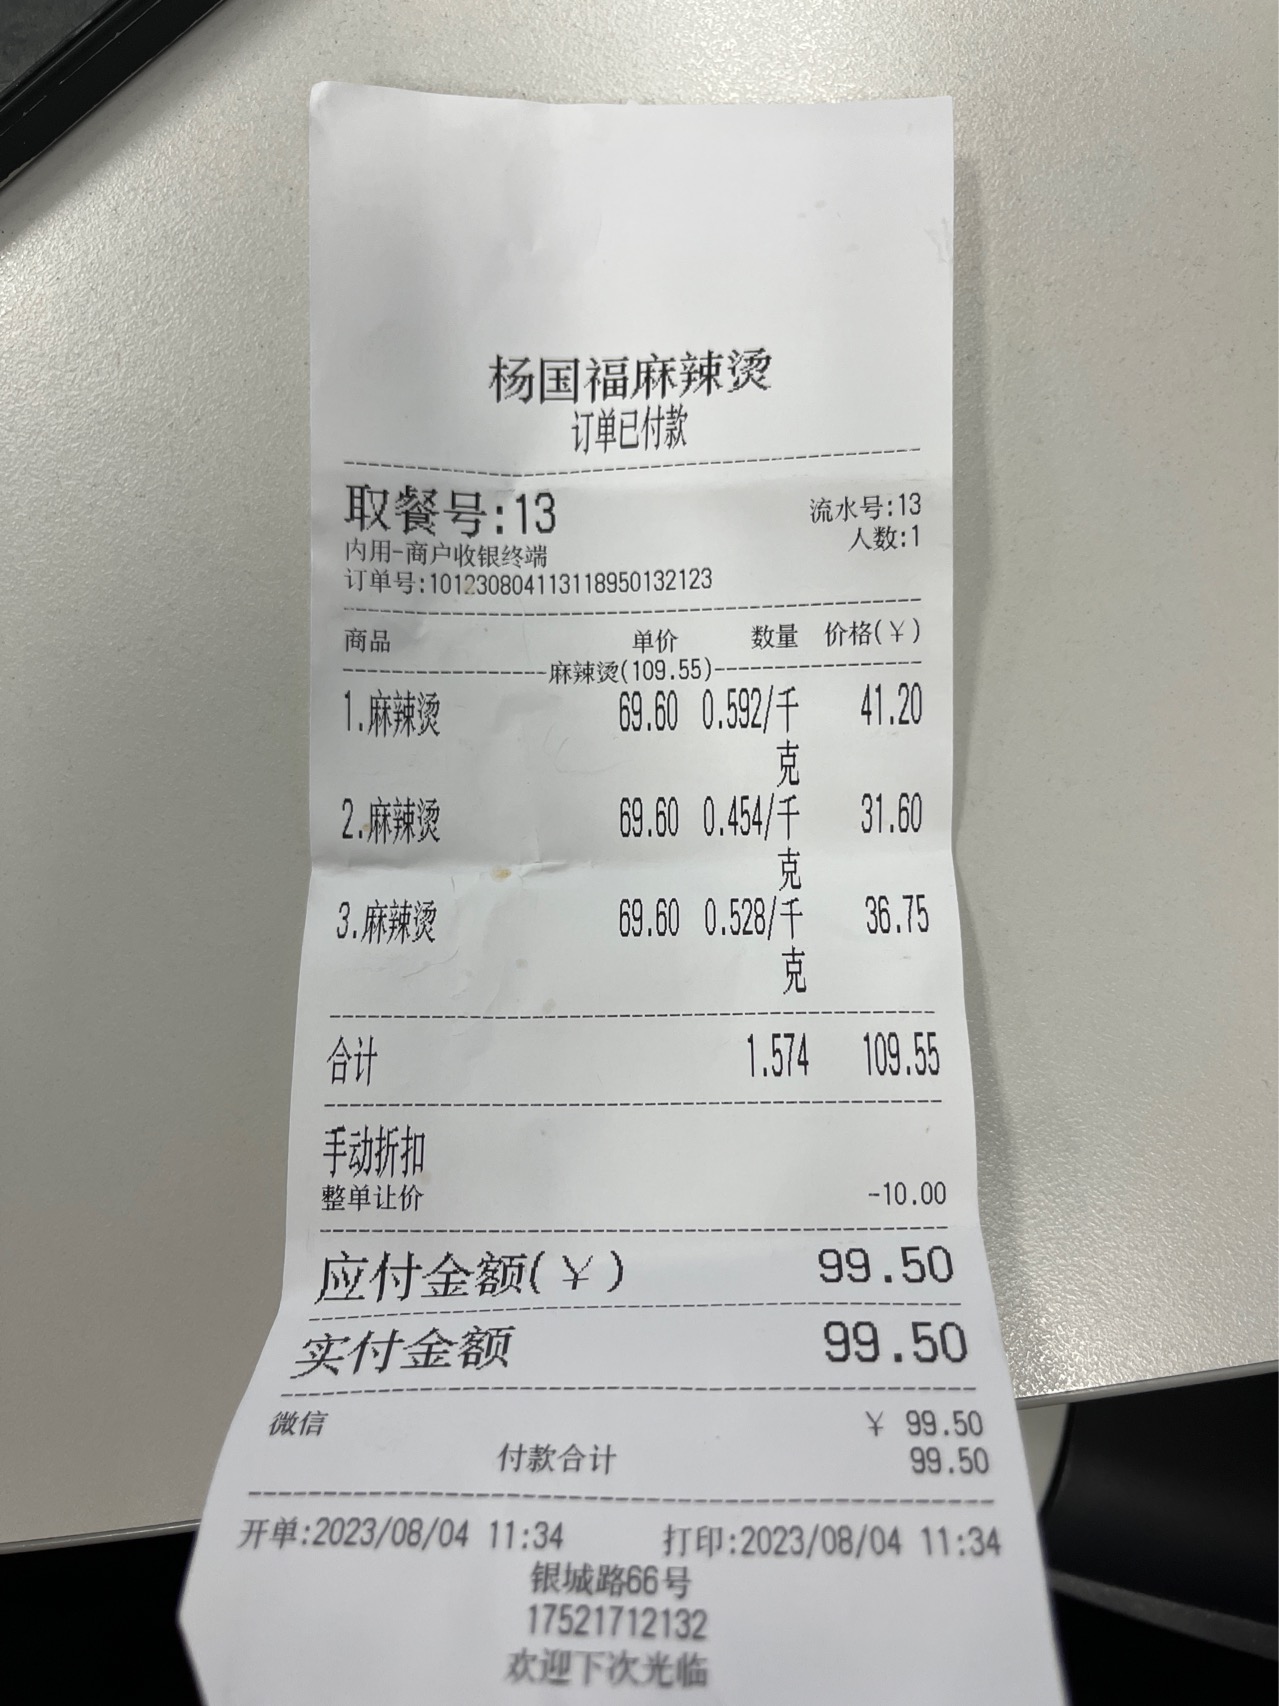 杨国福麻辣烫
订单已付款
取餐号:13 流水号:13
内用-商户收银终端 人数:1
订单号:101230804113118950132123
商品 单价 数量 价格(¥)
麻辣烫(109.55)
1.麻辣烫 69.60 0.592/千克 41.20
2.麻辣烫 69.60 0.454/千克 31.60
3.麻辣烫 69.60 0.528/千克 36.75
合计 1.574 109.55
手动折扣
整单让价 -10.00
应付金额(¥) 99.50
实付金额 99.50
微信 ¥ 99.50
付款合计 99.50
开单:2023/08/04 11:34 打印:2023/08/04 11:34
银城路66号
17521712132
欢迎下次光临